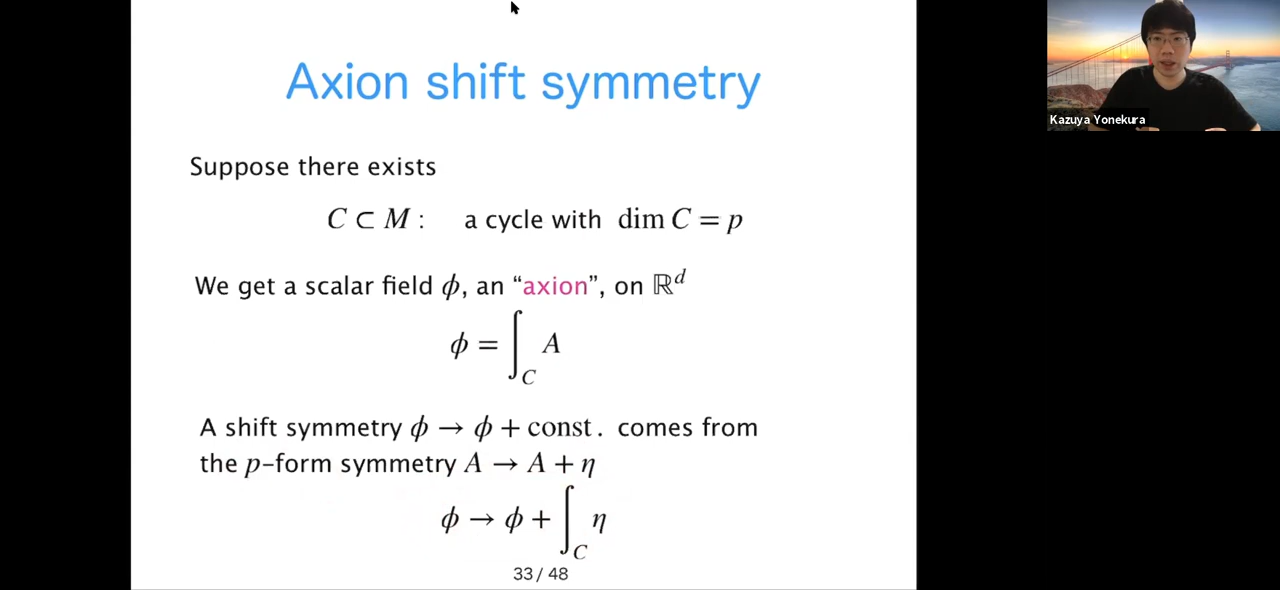 Axion shift symmetry
Suppose there exists
C ⊂ M : a cycle with dim C = p
We get a scalar field ϕ, an “axion”, on ℝ^d
ϕ = ∫_C A
A shift symmetry ϕ → ϕ + const. comes from
the p-form symmetry A → A + η
ϕ → ϕ + ∫_C η
33 / 48
Kazuya Yonekura